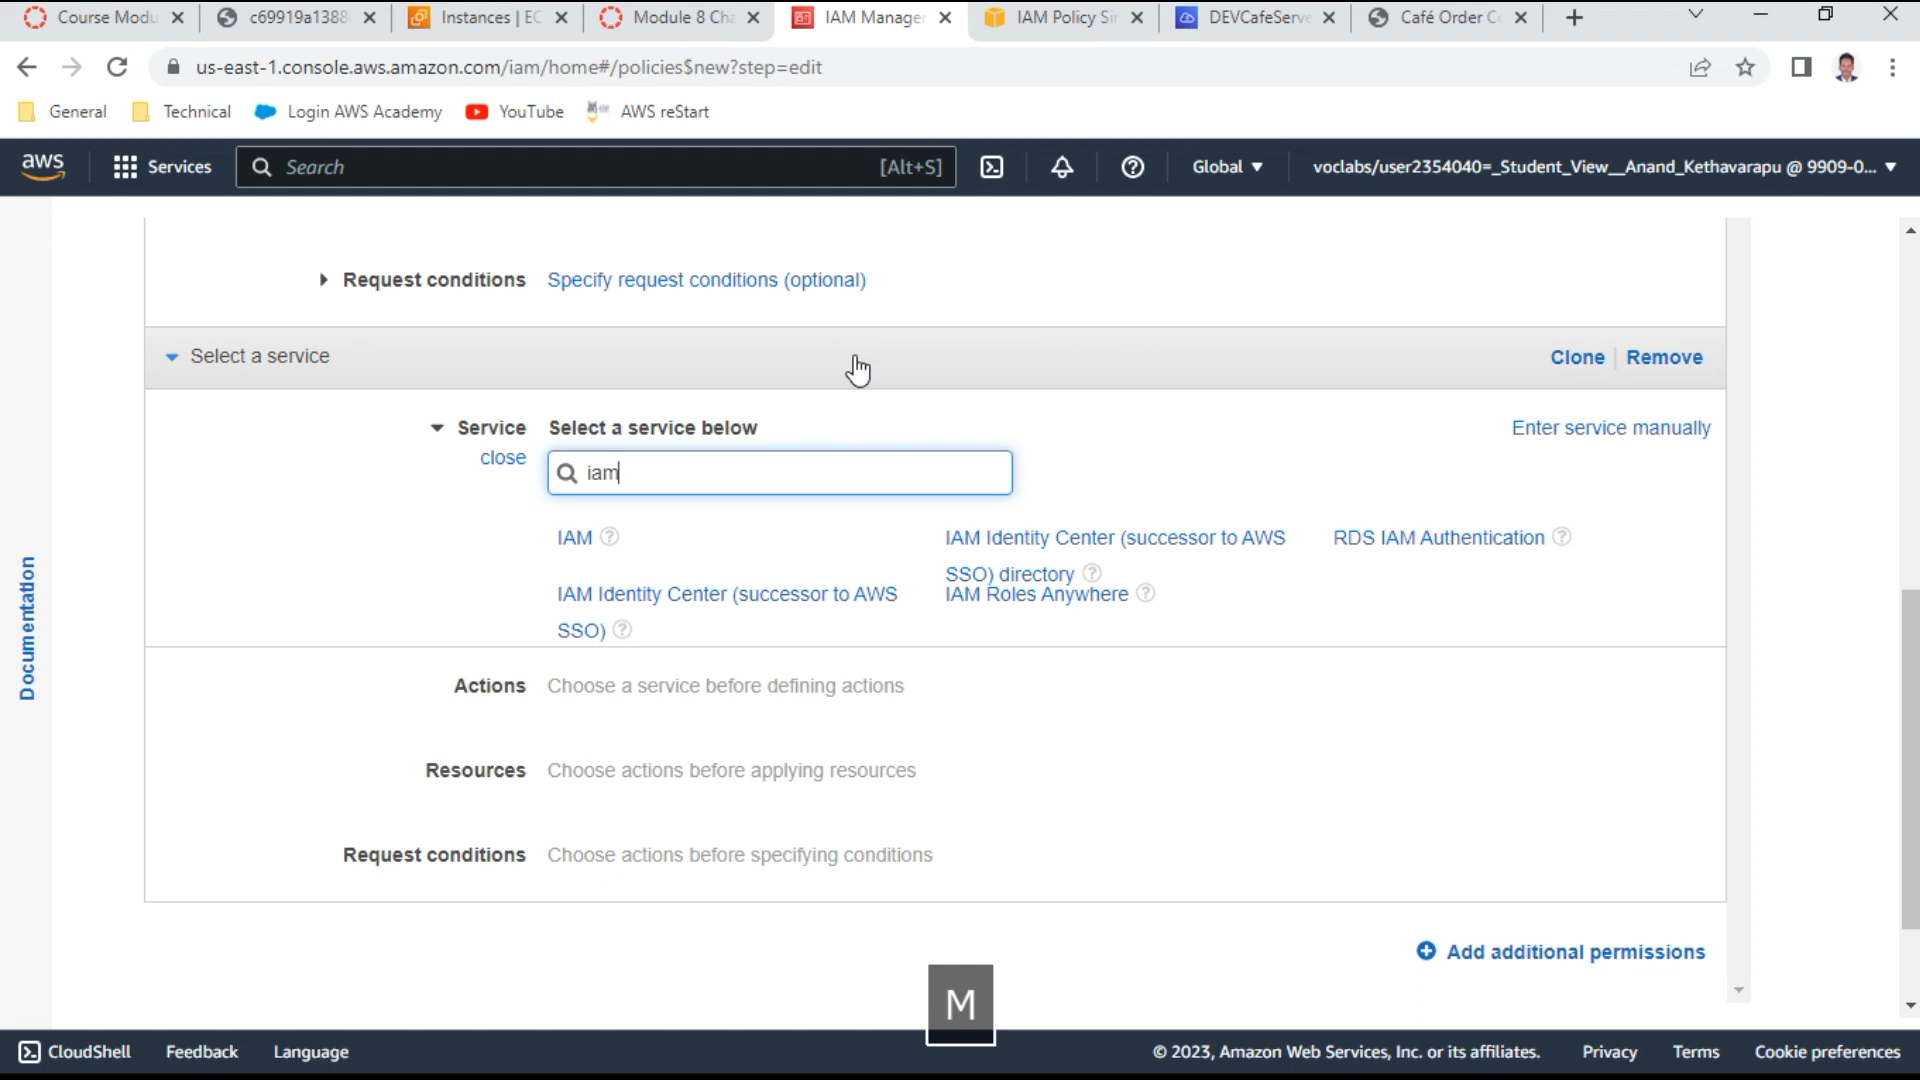 Course Modu
c69919a1388
Instances | EC
Module 8 Cha
IAM Manager
IAM Policy Sir
DEVCafeServe
Café Order Co
us-east-1.console.aws.amazon.com/iam/home#/policies$new?step=edit
General
Technical
Login AWS Academy
YouTube
AWS reStart
aws
Services
Search
[Alt+S]
Global
voclabs/user2354040=_Student_View__Anand_Kethavarapu @ 9909-0...
Documentation
Request conditions
Specify request conditions (optional)
Select a service
Clone
Remove
Service
Select a service below
Enter service manually
close
iam
IAM
IAM Identity Center (successor to AWS
SSO) directory
RDS IAM Authentication
IAM Identity Center (successor to AWS
SSO)
IAM Roles Anywhere
Actions
Choose a service before defining actions
Resources
Choose actions before applying resources
Request conditions
Choose actions before specifying conditions
Add additional permissions
M
CloudShell
Feedback
Language
© 2023, Amazon Web Services, Inc. or its affiliates.
Privacy
Terms
Cookie preferences